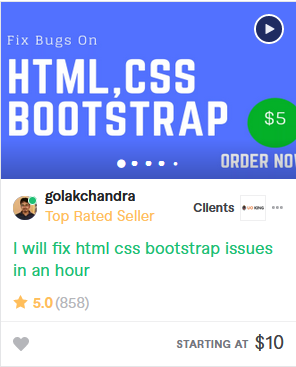 Fix Bugs On
HTML,CSS
BOOTSTRAP
$5
ORDER NOW
golakchandra
Top Rated Seller
Clients
I will fix html css bootstrap issues
in an hour
5.0 (858)
STARTING AT $10